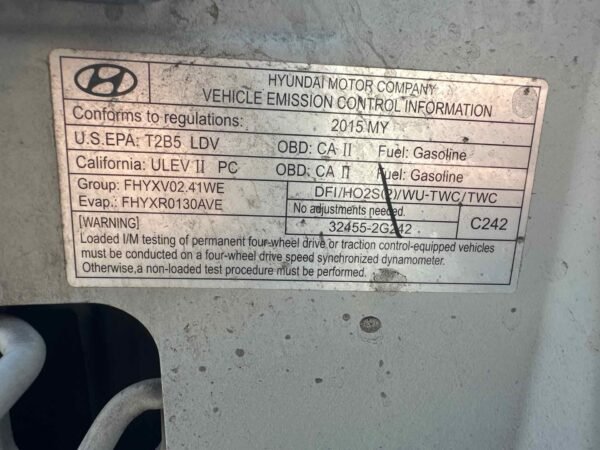 HYUNDAI MOTOR COMPANY
VEHICLE EMISSION CONTROL INFORMATION
Conforms to regulations: 2015 MY
U.S.EPA: T2B5 LDV OBD: CA II Fuel: Gasoline
California: ULEV II PC OBD: CA II Fuel: Gasoline
Group: FHYXV02.41WE DFI/HO2S(2)/WU-TWC/TWC
Evap.: FHYXR0130AVE No adjustments needed.
32455-2G242 C242
[WARNING]
Loaded I/M testing of permanent four-wheel drive or traction control-equipped vehicles
must be conducted on a four-wheel drive speed synchronized dynamometer.
Otherwise,a non-loaded test procedure must be performed.